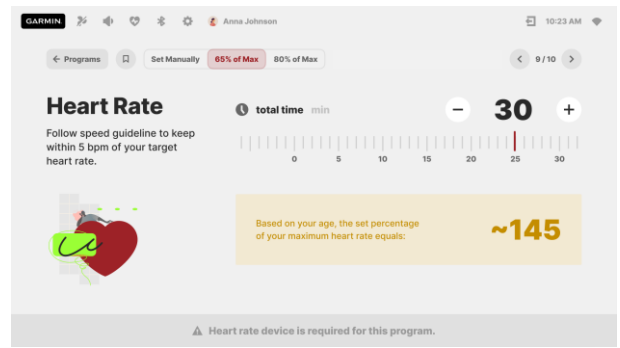 GARMIN.
Anna Johnson
10:23 AM
Programs
Set Manually
65% of Max
80% of Max
9/10
Heart Rate
Follow speed guideline to keep
within 5 bpm of your target
heart rate.
total time min
30
0 5 10 15 20 25 30
Based on your age, the set percentage
of your maximum heart rate equals:
~145
Heart rate device is required for this program.